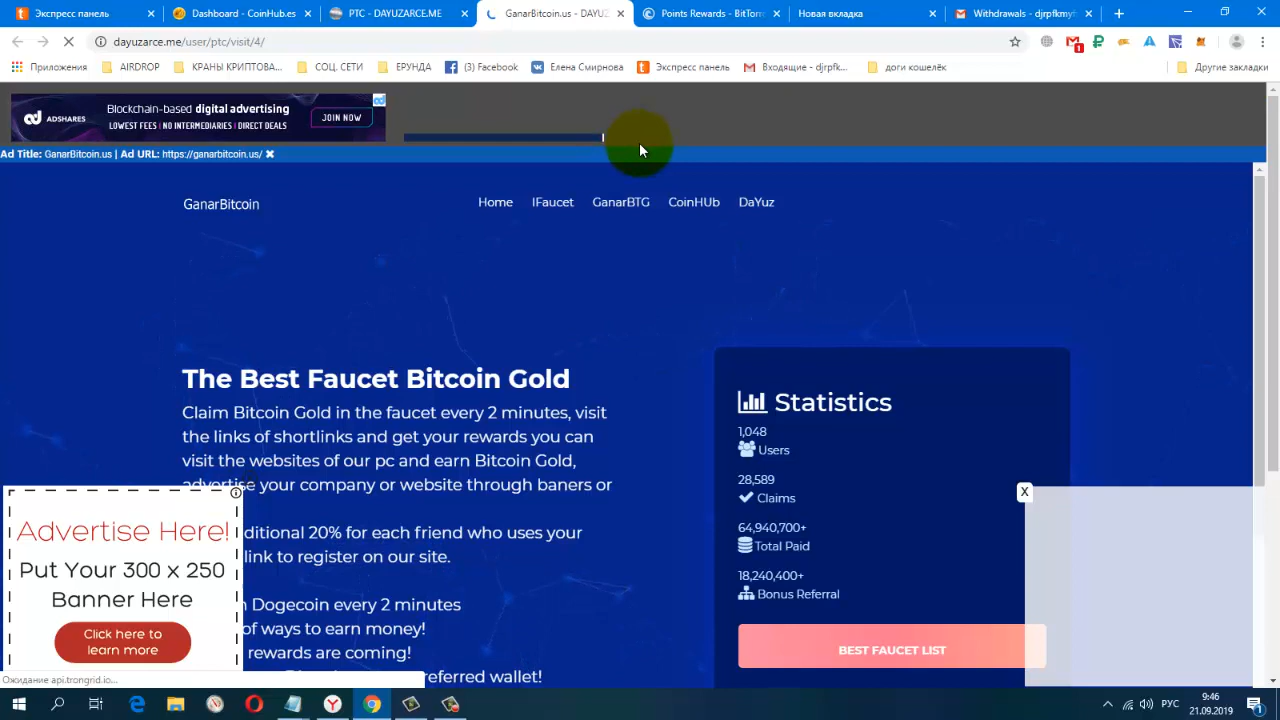 Экспресс панель
Dashboard - CoinHub.es
PTC - DAYUZARCE.ME
GanarBitcoin.us - DAYUZ
Points Rewards - BitTorr
Новая вкладка
Withdrawals - djrpfkmyf
dayuzarce.me/user/ptc/visit/4/
1
Приложения
AIRDROP
КРАНЫ КРИПТОВА...
СОЦ. СЕТИ
ЕРУНДА
(3) Facebook
Елена Смирнова
Экспресс панель
Входящие - djrpfk...
доги кошелёк
Другие закладки
ADSHARES
Blockchain-based digital advertising
LOWEST FEES | NO INTERMEDIARIES | DIRECT DEALS
JOIN NOW
Ad Title: GanarBitcoin.us | Ad URL: https://ganarbitcoin.us/
GanarBitcoin
Home
IFaucet
GanarBTG
CoinHUb
DaYuz
The Best Faucet Bitcoin Gold
Claim Bitcoin Gold in the faucet every 2 minutes, visit
the links of shortlinks and get your rewards you can
visit the websites of our pc and earn Bitcoin Gold,
advertise your company or website through baners or
ditional 20% for each friend who uses your
link to register on our site.
Dogecoin every 2 minutes
of ways to earn money!
rewards are coming!
referred wallet!
Statistics
1,048
Users
28,589
Claims
64,940,700+
Total Paid
18,240,400+
Bonus Referral
BEST FAUCET LIST
X
Advertise Here!
Put Your 300 x 250
Banner Here
Click here to
learn more
Ожидание api.trongrid.io...
РУС
9:46
21.09.2019
1